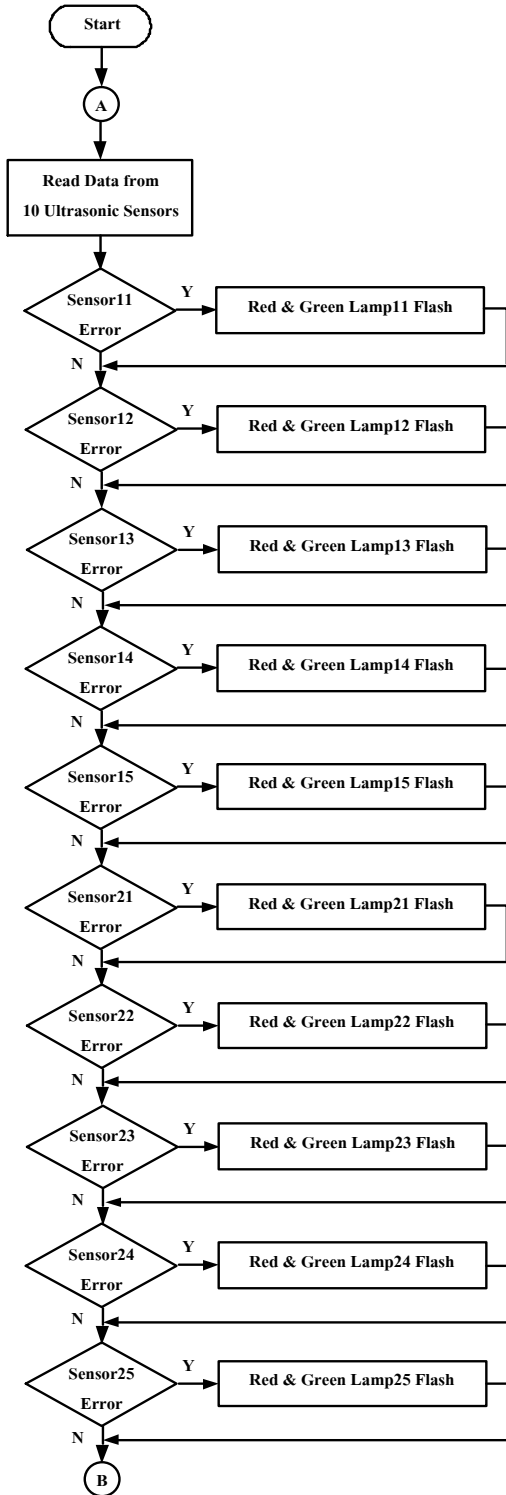 Start
A
Read Data from
10 Ultrasonic Sensors
Sensor11
Error
Y
Red & Green Lamp11 Flash
N
Sensor12
Error
Y
Red & Green Lamp12 Flash
N
Sensor13
Error
Y
Red & Green Lamp13 Flash
N
Sensor14
Error
Y
Red & Green Lamp14 Flash
N
Sensor15
Error
Y
Red & Green Lamp15 Flash
N
Sensor21
Error
Y
Red & Green Lamp21 Flash
N
Sensor22
Error
Y
Red & Green Lamp22 Flash
N
Sensor23
Error
Y
Red & Green Lamp23 Flash
N
Sensor24
Error
Y
Red & Green Lamp24 Flash
N
Sensor25
Error
Y
Red & Green Lamp25 Flash
N
B